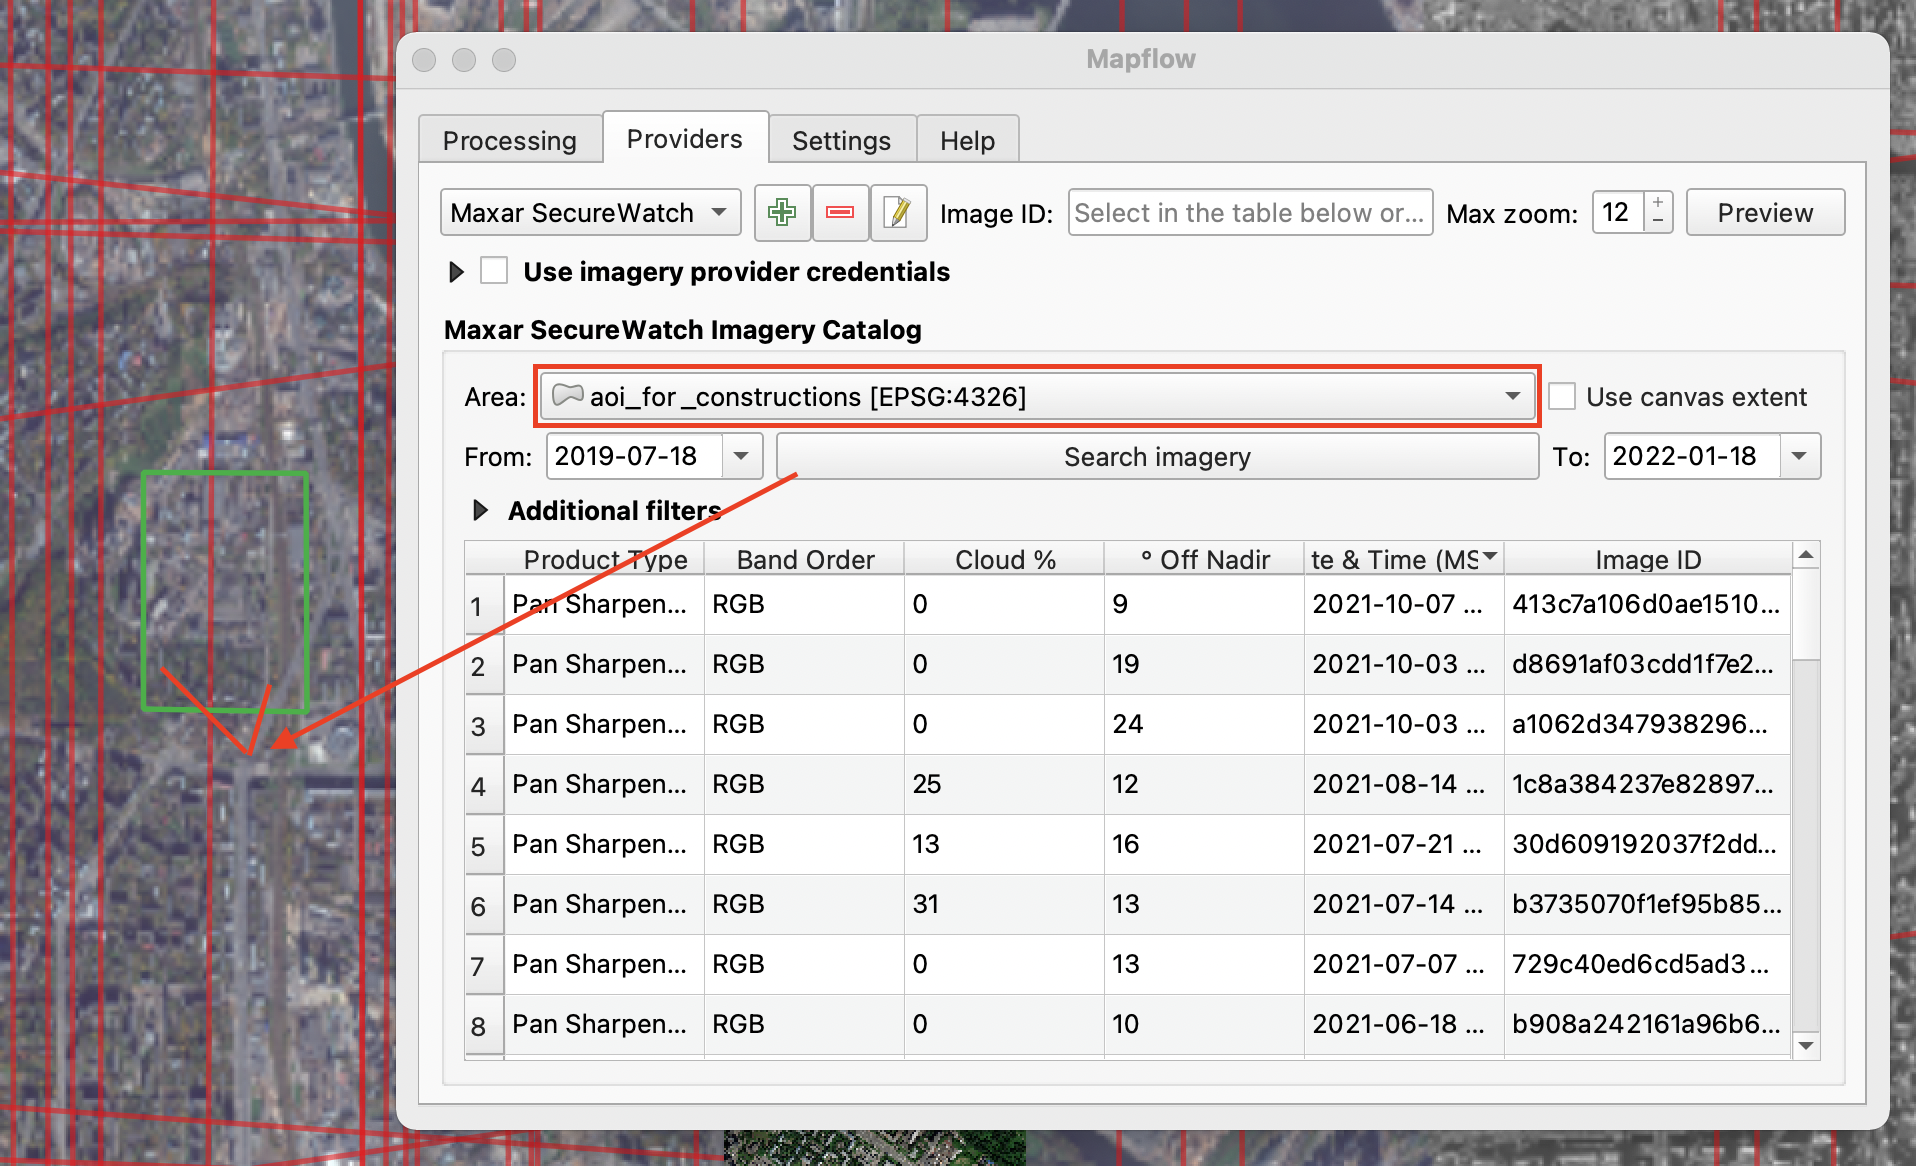 Mapflow
Processing Providers Settings Help
Maxar SecureWatch Image ID: Select in the table below or... Max zoom: 12 Preview
Use imagery provider credentials
Maxar SecureWatch Imagery Catalog
Area: aoi_for _constructions [EPSG:4326] Use canvas extent
From: 2019-07-18 Search imagery To: 2022-01-18
Additional filters
Product Type Band Order Cloud % ° Off Nadir te & Time (MS Image ID
1 Pan Sharpen... RGB 0 9 2021-10-07 ... 413c7a106d0ae1510...
2 Pan Sharpen... RGB 0 19 2021-10-03 ... d8691af03cdd1f7e2...
3 Pan Sharpen... RGB 0 24 2021-10-03 ... a1062d347938296...
4 Pan Sharpen... RGB 25 12 2021-08-14 ... 1c8a384237e82897...
5 Pan Sharpen... RGB 13 16 2021-07-21 ... 30d609192037f2dd...
6 Pan Sharpen... RGB 31 13 2021-07-14 ... b3735070f1ef95b85...
7 Pan Sharpen... RGB 0 13 2021-07-07 ... 729c40ed6cd5ad3...
8 Pan Sharpen... RGB 0 10 2021-06-18 ... b908a242161a96b6...